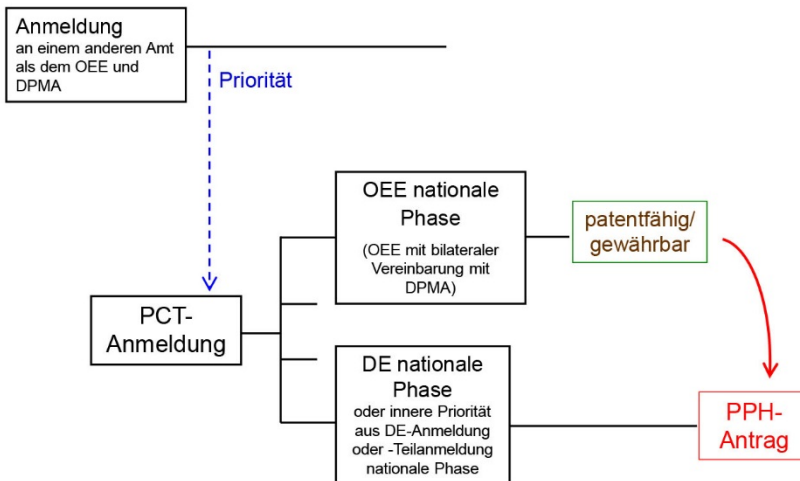 Anmeldung
an einem anderen Amt
als dem OEE und
DPMA
Priorität
OEE nationale
Phase
(OEE mit bilateraler
Vereinbarung mit
DPMA)
patentfähig/
gewährbar
PCT-
Anmeldung
DE nationale
Phase
oder innere Priorität
aus DE-Anmeldung
oder -Teilanmeldung
nationale Phase
PPH-
Antrag